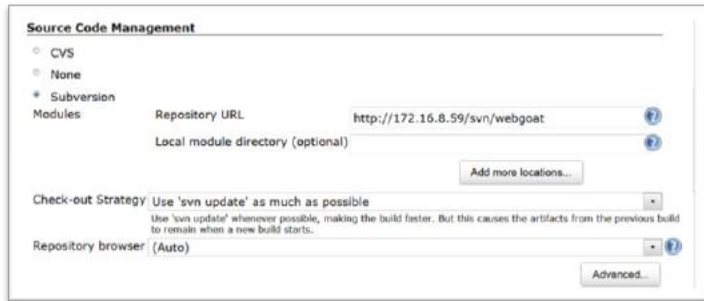 Source Code Management
CVS
None
Subversion
Modules Repository URL http://172.16.8.59/svn/webgoat
Local module directory (optional)
Add more locations...
Check-out Strategy Use 'svn update' as much as possible
Use 'svn update' whenever possible, making the build faster. But this causes the artifacts from the previous build
to remain when a new build starts.
Repository browser (Auto)
Advanced...